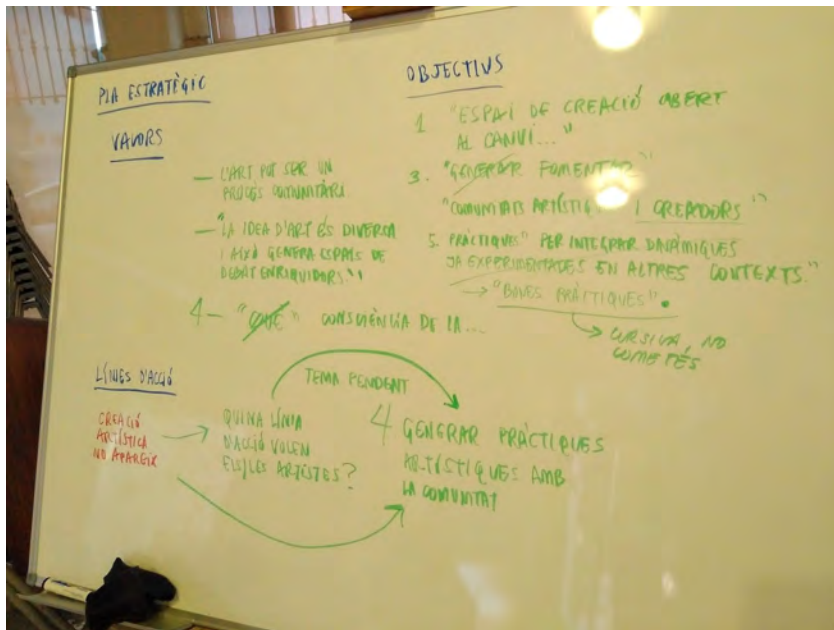 PLA ESTRATÈGIC
VALORS
— L'ART POT SER UN
PROCÉS COMUNITARI
— "LA IDEA D'ART ÉS DIVERSA
I AIXÒ GENERA ESPAIS DE
DEBAT ENRIQUIDORS."
4 — "QUE" CONSCIÈNCIA DE LA...
OBJECTIUS
1 "ESPAI DE CREACIÓ OBERT
AL CANVI..."
3. "GENERAR FOMENTAR"
"COMUNITATS ARTÍSTIQ... I CREADORS"
5. PRÀCTIQUES" PER INTEGRAR DINÀMIQUES
JA EXPERIMENTADES EN ALTRES CONTEXTS."
→ "BONES PRÀCTIQUES".
→ CURSIVA, NO
COMETES
LÍNIES D'ACCIÓ
CREACIÓ
ARTÍSTICA
NO APAREIX
QUINA LÍNIA
D'ACCIÓ VOLEN
ELS/LES ARTISTES?
TEMA PENDENT
4 GENERAR PRÀCTIQUES
ARTÍSTIQUES AMB
LA COMUNITAT